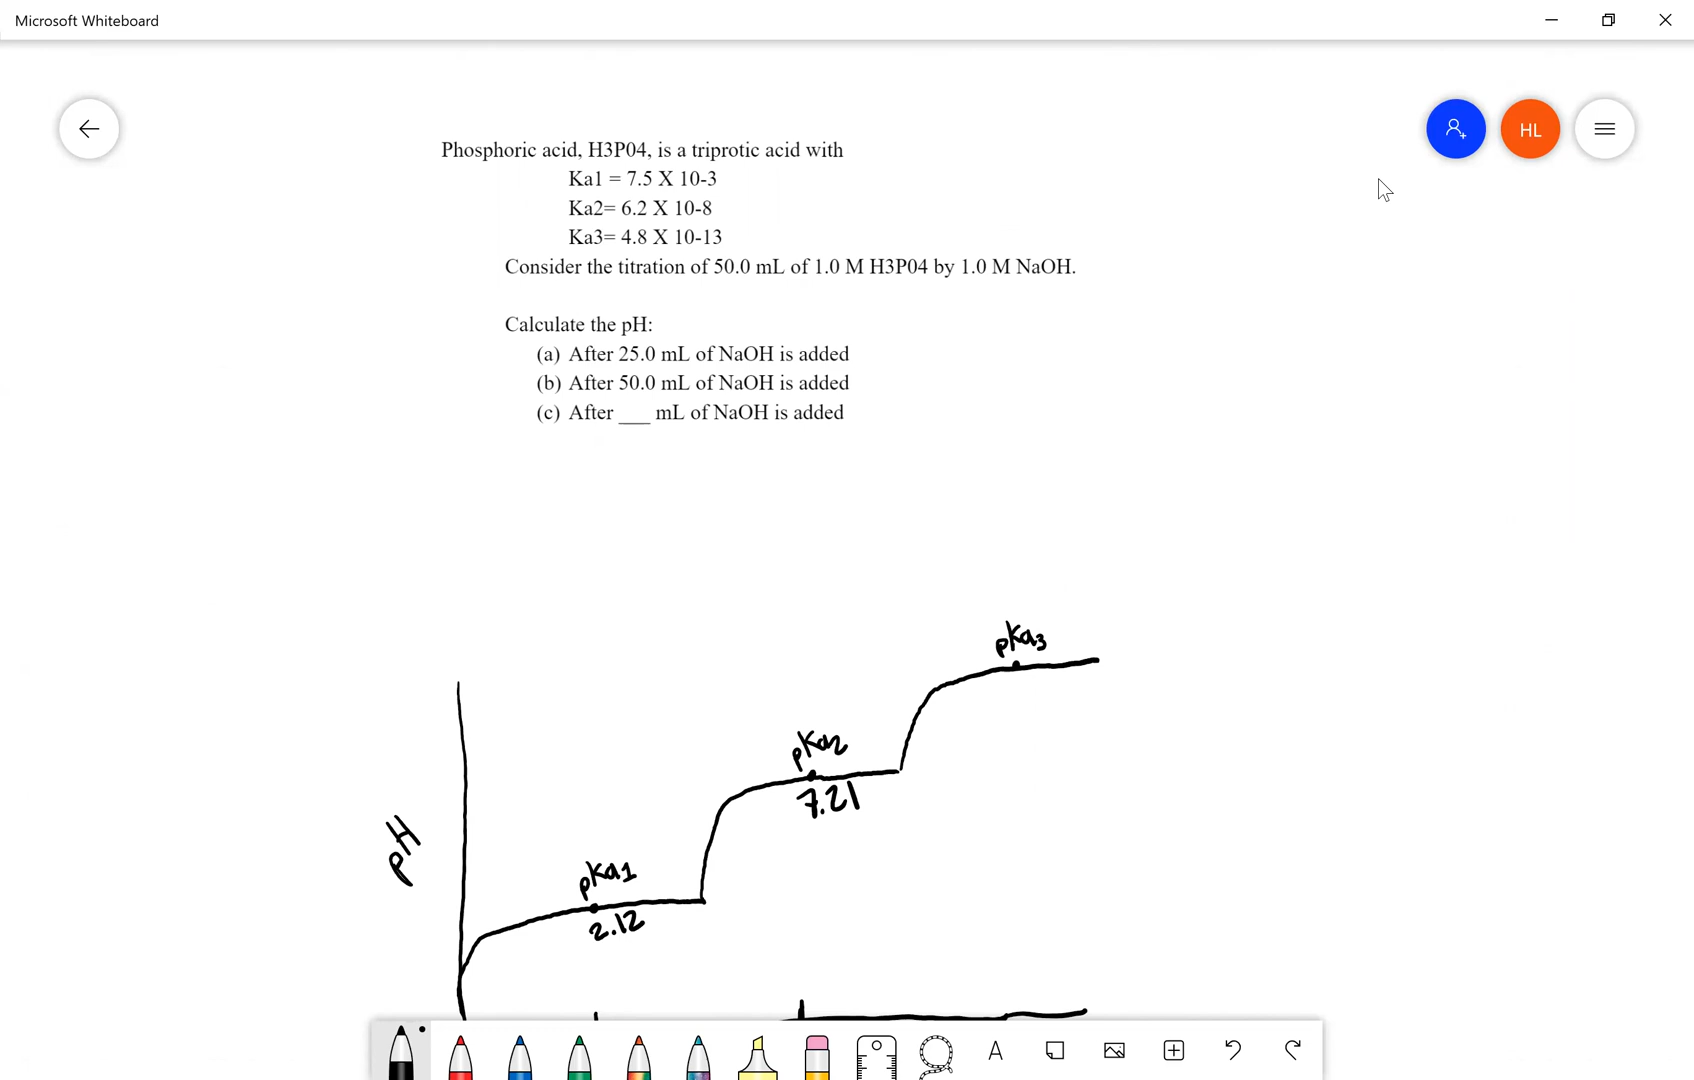 Microsoft Whiteboard
HL
Phosphoric acid, H3P04, is a triprotic acid with
Ka1 = 7.5 X 10-3
Ka2= 6.2 X 10-8
Ka3= 4.8 X 10-13
Consider the titration of 50.0 mL of 1.0 M H3P04 by 1.0 M NaOH.
Calculate the pH:
(a) After 25.0 mL of NaOH is added
(b) After 50.0 mL of NaOH is added
(c) After ___ mL of NaOH is added
pKa3
pKa2
7.21
pH
pKa1
2.12
A